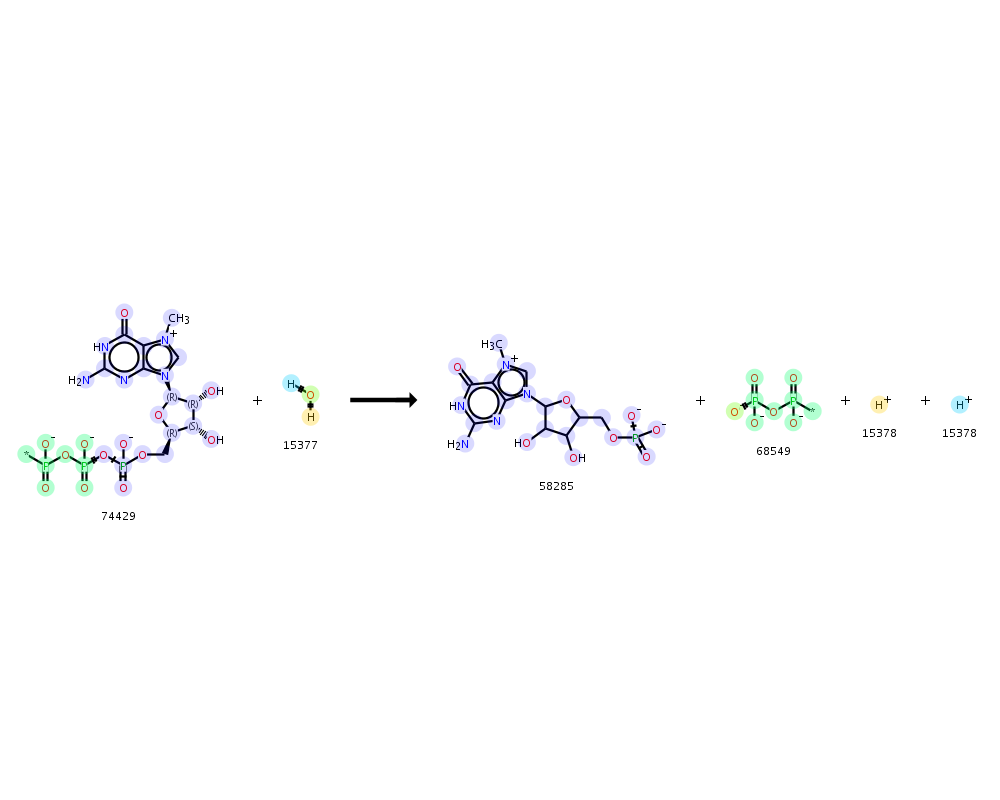 O
CH3
N+
HN
H2N
N
N
(R)
(R)
OH
O
(R)
(S)
OH
O-
O-
O-
*
P
O
P
O
P
O
O
O
O
74429
+
H
O
H
15377
H3C
O
N+
HN
N
N
H2N
O
HO
OH
O
O-
P
O-
O
58285
+
O
O
O-
P
P
*
O
O-
O-
68549
+
H+
15378
+
H+
15378